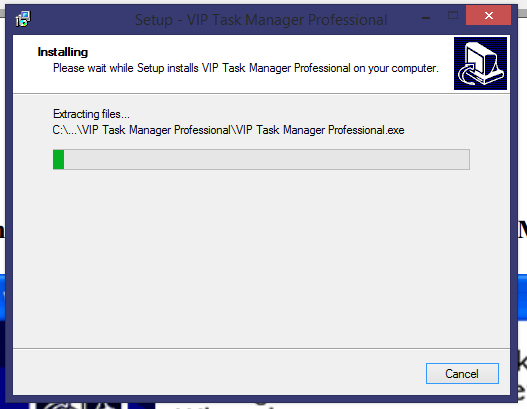 Setup - VIP Task Manager Professional
Installing
Please wait while Setup installs VIP Task Manager Professional on your computer.
Extracting files...
C:\...\VIP Task Manager Professional\VIP Task Manager Professional.exe
Cancel